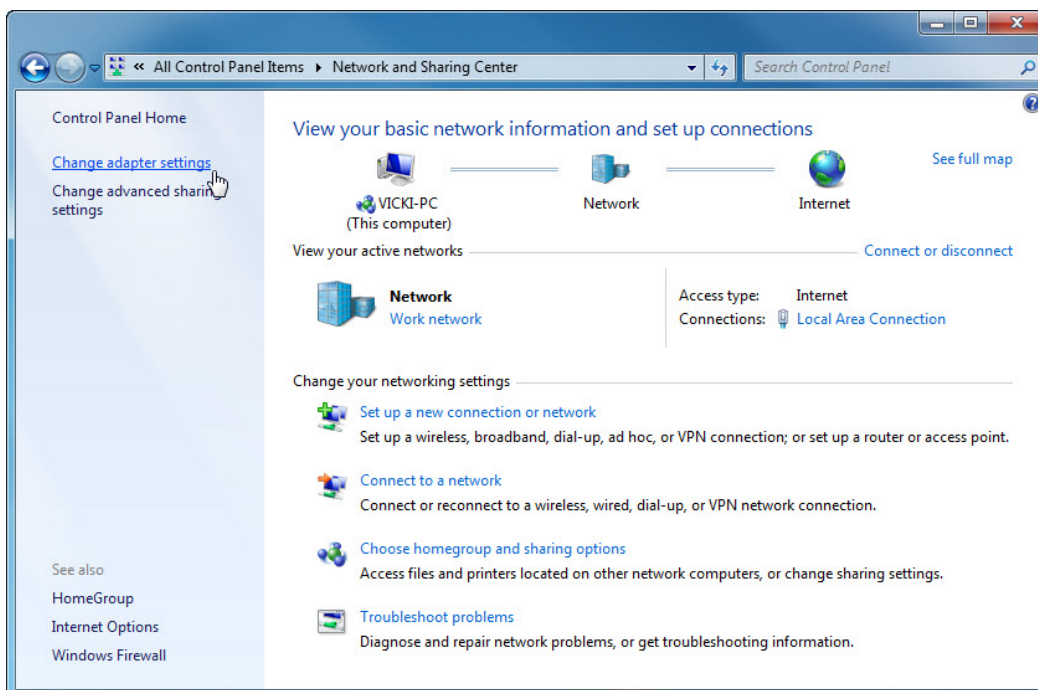 « All Control Panel Items ▸ Network and Sharing Center
Search Control Panel
Control Panel Home
Change adapter settings
Change advanced sharing
settings
See also
HomeGroup
Internet Options
Windows Firewall
View your basic network information and set up connections
See full map
VICKI-PC
(This computer)
Network
Internet
View your active networks
Connect or disconnect
Network
Work network
Access type: Internet
Connections: Local Area Connection
Change your networking settings
Set up a new connection or network
Set up a wireless, broadband, dial-up, ad hoc, or VPN connection; or set up a router or access point.
Connect to a network
Connect or reconnect to a wireless, wired, dial-up, or VPN network connection.
Choose homegroup and sharing options
Access files and printers located on other network computers, or change sharing settings.
Troubleshoot problems
Diagnose and repair network problems, or get troubleshooting information.